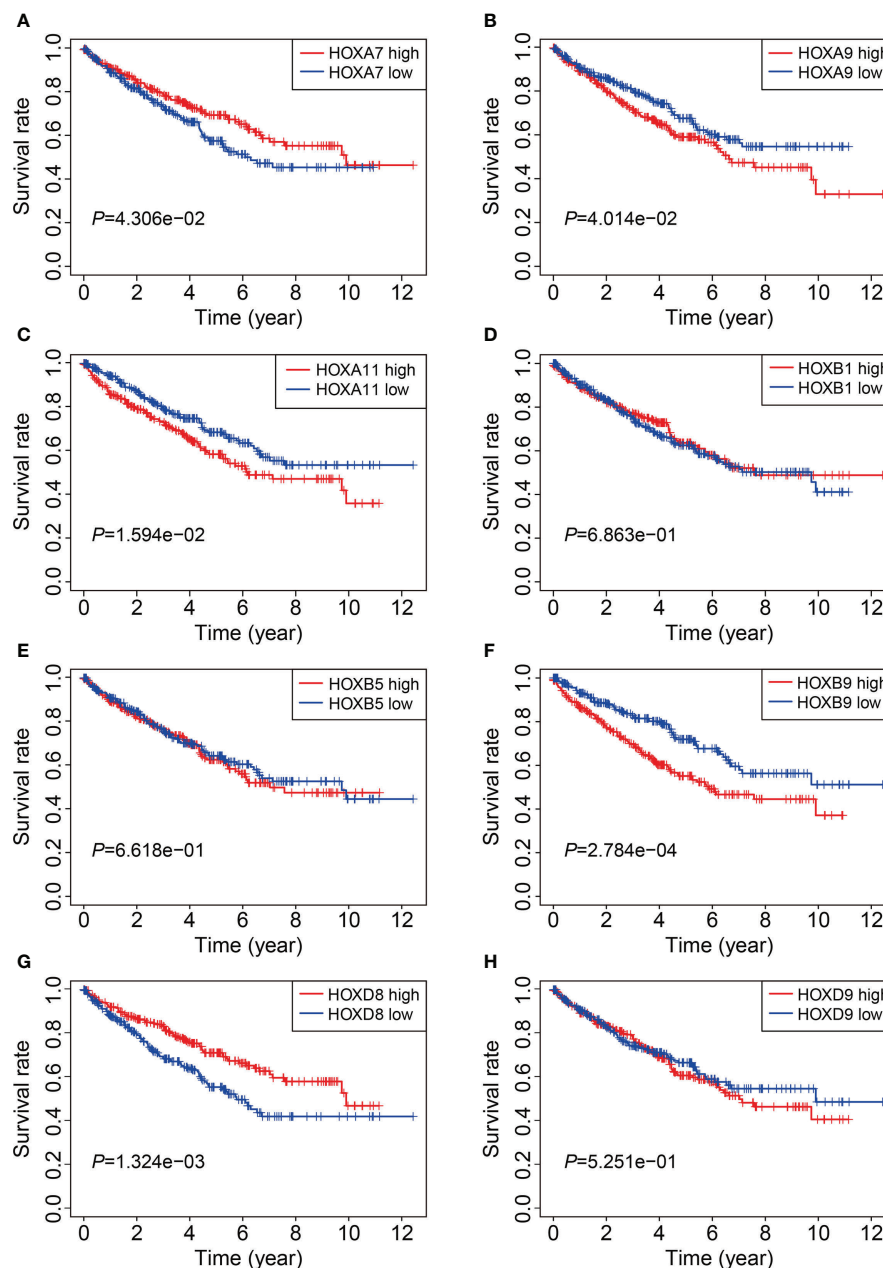 A
HOXA7 high
HOXA7 low
Survival rate
1.0
0.8
0.6
0.4
0.2
0.0
P=4.306e−02
0 2 4 6 8 10 12
Time (year)
B
HOXA9 high
HOXA9 low
Survival rate
1.0
0.8
0.6
0.4
0.2
0.0
P=4.014e−02
0 2 4 6 8 10 12
Time (year)
C
HOXA11 high
HOXA11 low
Survival rate
1.0
0.8
0.6
0.4
0.2
0.0
P=1.594e−02
0 2 4 6 8 10 12
Time (year)
D
HOXB1 high
HOXB1 low
Survival rate
1.0
0.8
0.6
0.4
0.2
0.0
P=6.863e−01
0 2 4 6 8 10 12
Time (year)
E
HOXB5 high
HOXB5 low
Survival rate
1.0
0.8
0.6
0.4
0.2
0.0
P=6.618e−01
0 2 4 6 8 10 12
Time (year)
F
HOXB9 high
HOXB9 low
Survival rate
1.0
0.8
0.6
0.4
0.2
0.0
P=2.784e−04
0 2 4 6 8 10 12
Time (year)
G
HOXD8 high
HOXD8 low
Survival rate
1.0
0.8
0.6
0.4
0.2
0.0
P=1.324e−03
0 2 4 6 8 10 12
Time (year)
H
HOXD9 high
HOXD9 low
Survival rate
1.0
0.8
0.6
0.4
0.2
0.0
P=5.251e−01
0 2 4 6 8 10 12
Time (year)